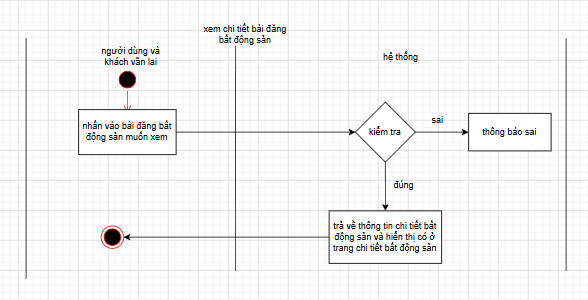 xem chi tiết bài đăng
bất động sản
người dùng và
khách vãn lai
hệ thống
nhấn vào bài đăng bất
động sản muốn xem
kiểm tra
sai
thông báo sai
đúng
trả về thông tin chi tiết bất
động sản và hiển thị có ở
trang chi tiết bất động sản